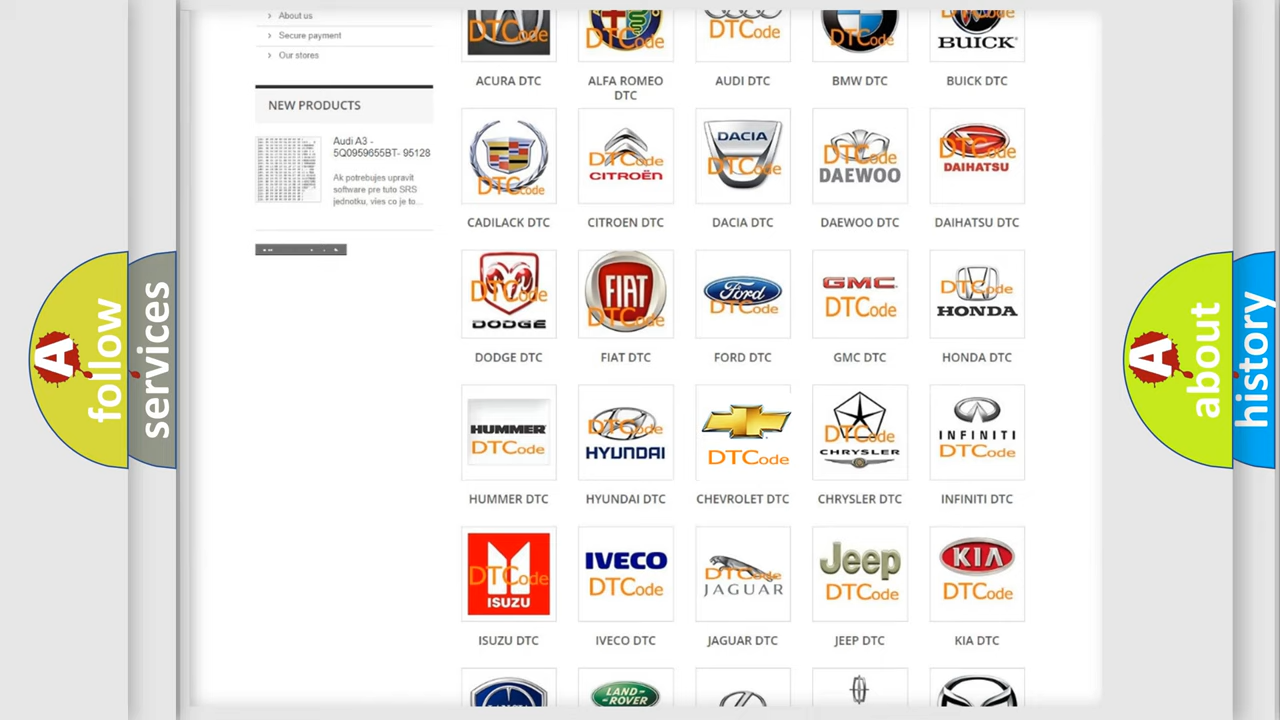 About us
Secure payment
Our stores
NEW PRODUCTS
Audi A3 -
5Q0959655BT- 95128
Ak potrebujes upravit
software pre tuto SRS
jednotku, vies co je to...
DTCode DTCode DTCode DTCode BUICK
ACURA DTC ALFA ROMEO DTC AUDI DTC BMW DTC BUICK DTC
DTCode
DTCode CITROËN
DACIA DTCode
DTCode DAEWOO
DTCode DAIHATSU
CADILACK DTC CITROEN DTC DACIA DTC DAEWOO DTC DAIHATSU DTC
DTCode DODGE
FIAT DTCode
Ford DTCode
GMC DTCode
DTCode HONDA
DODGE DTC FIAT DTC FORD DTC GMC DTC HONDA DTC
HUMMER DTCode
DTCode HYUNDAI
DTCode
DTCode CHRYSLER
INFINITI DTCode
HUMMER DTC HYUNDAI DTC CHEVROLET DTC CHRYSLER DTC INFINITI DTC
DTCode ISUZU
IVECO DTCode
DTCode JAGUAR
Jeep DTCode
KIA DTCode
ISUZU DTC IVECO DTC JAGUAR DTC JEEP DTC KIA DTC
LAND-
ROVER
A follow
services
A about
history